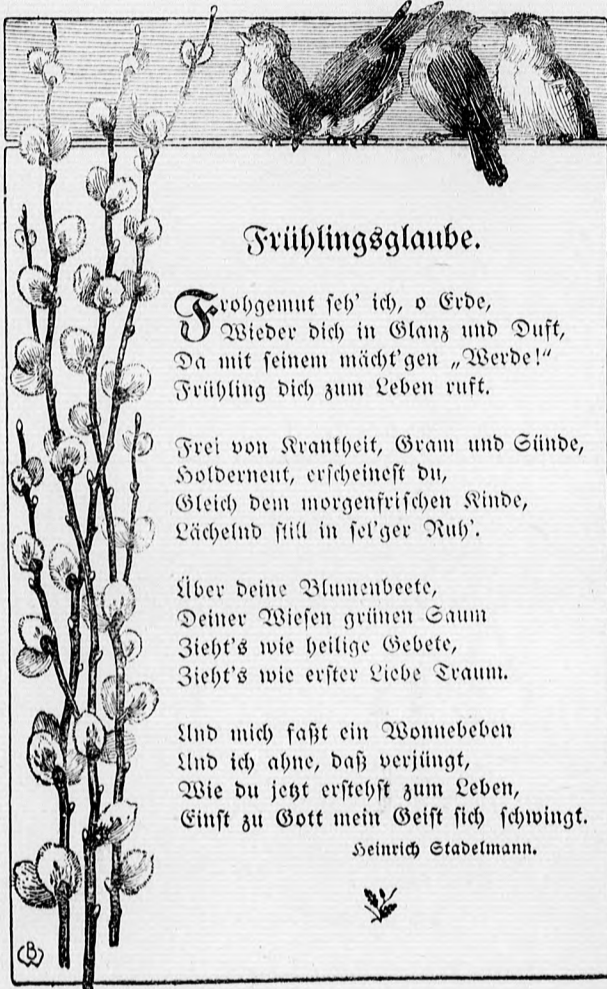 Frühlingsglaube.
Frohgemut seh' ich, o Erde,
Wieder dich in Glanz und Duft,
Da mit seinem mächt'gen „Werde!“
Frühling dich zum Leben ruft.
Frei von Krankheit, Gram und Sünde,
Holderneut, erscheinest du,
Gleich dem morgenfrischen Kinde,
Lächelnd still in sel'ger Ruh'.
Über deine Blumenbeete,
Deiner Wiesen grünen Saum
Zieht's wie heilige Gebete,
Zieht's wie erster Liebe Traum.
Und mich faßt ein Wonnebeben
Und ich ahne, daß verjüngt,
Wie du jetzt erstehst zum Leben,
Einst zu Gott mein Geist sich schwingt.
Heinrich Stadelmann.